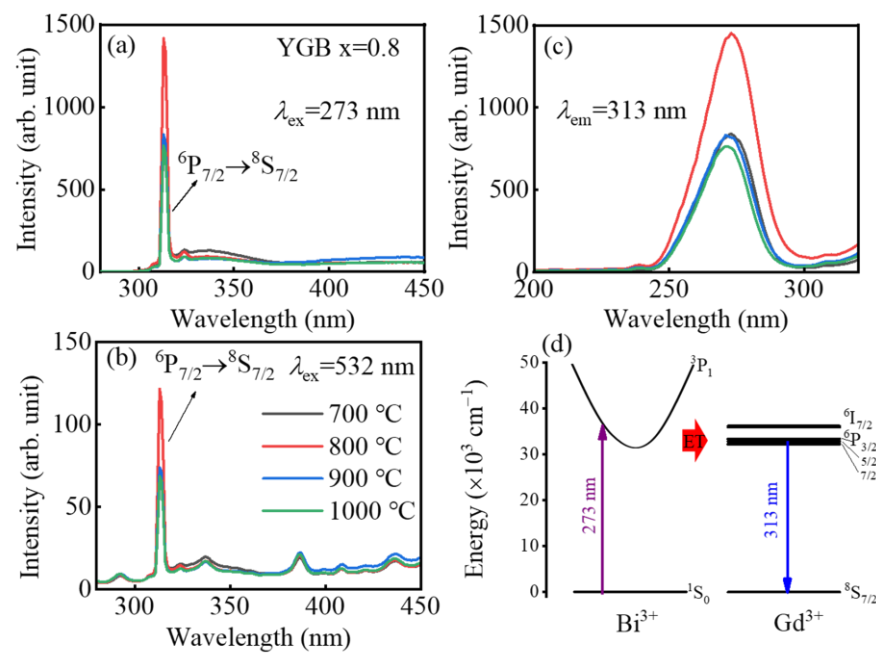 (a)
YGB x=0.8
λex=273 nm
⁶P₇/₂→⁸S₇/₂
Intensity (arb. unit)
1500
1000
500
0
300
350
400
450
Wavelength (nm)
(c)
λem=313 nm
Intensity (arb. unit)
1500
1000
500
0
200
250
300
Wavelength (nm)
(b)
⁶P₇/₂→⁸S₇/₂
λex=532 nm
700 ℃
800 ℃
900 ℃
1000 ℃
Intensity (arb. unit)
150
100
50
0
300
350
400
450
Wavelength (nm)
(d)
Energy (×10³ cm⁻¹)
50
40
30
20
10
0
³P₁
273 nm
¹S₀
Bi³⁺
ET
⁶I₇/₂
⁶P₃/₂
5/2
7/2
313 nm
⁸S₇/₂
Gd³⁺